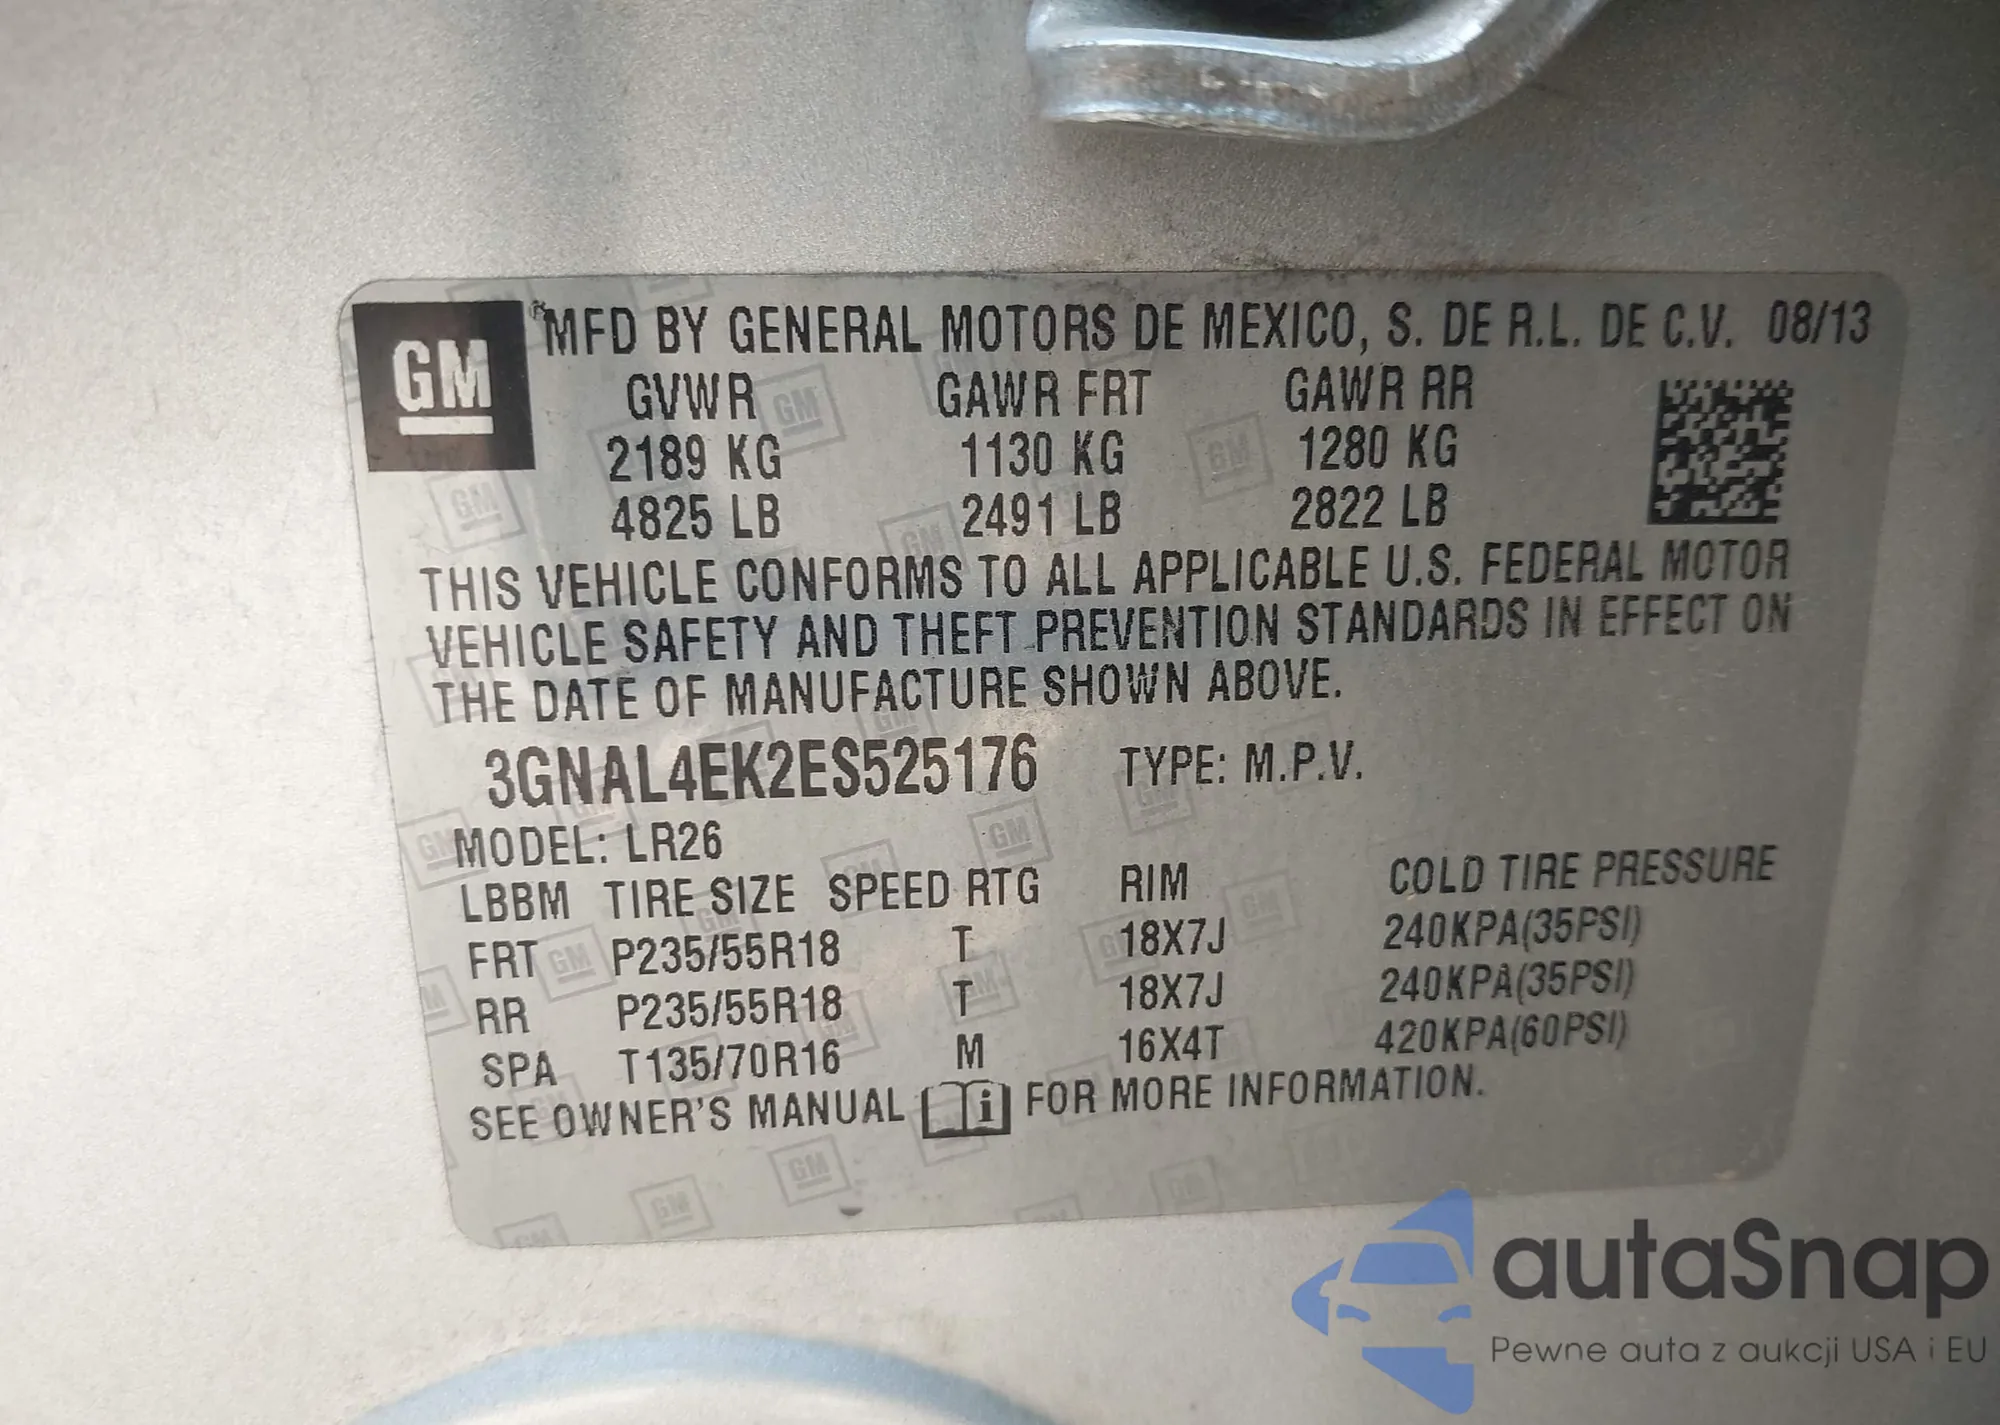 GM ® MFD BY GENERAL MOTORS DE MEXICO, S. DE R.L. DE C.V. 08/13
GVWR GAWR FRT GAWR RR
2189 KG 1130 KG 1280 KG
4825 LB 2491 LB 2822 LB
THIS VEHICLE CONFORMS TO ALL APPLICABLE U.S. FEDERAL MOTOR
VEHICLE SAFETY AND THEFT PREVENTION STANDARDS IN EFFECT ON
THE DATE OF MANUFACTURE SHOWN ABOVE.
3GNAL4EK2ES525176 TYPE: M.P.V.
MODEL: LR26
LBBM TIRE SIZE SPEED RTG RIM COLD TIRE PRESSURE
FRT P235/55R18 T 18X7J 240KPA(35PSI)
RR P235/55R18 T 18X7J 240KPA(35PSI)
SPA T135/70R16 M 16X4T 420KPA(60PSI)
SEE OWNER'S MANUAL i FOR MORE INFORMATION.
autaSnap
Pewne auta z aukcji USA i EU